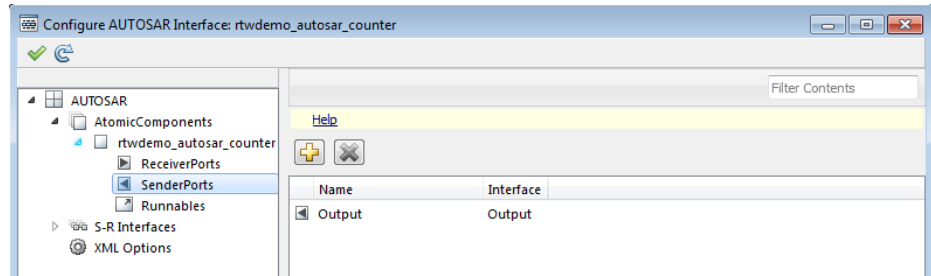 Configure AUTOSAR Interface: rtwdemo_autosar_counter
Filter Contents
AUTOSAR
AtomicComponents
rtwdemo_autosar_counter
ReceiverPorts
SenderPorts
Runnables
S-R Interfaces
XML Options
Help
Name Interface
Output Output